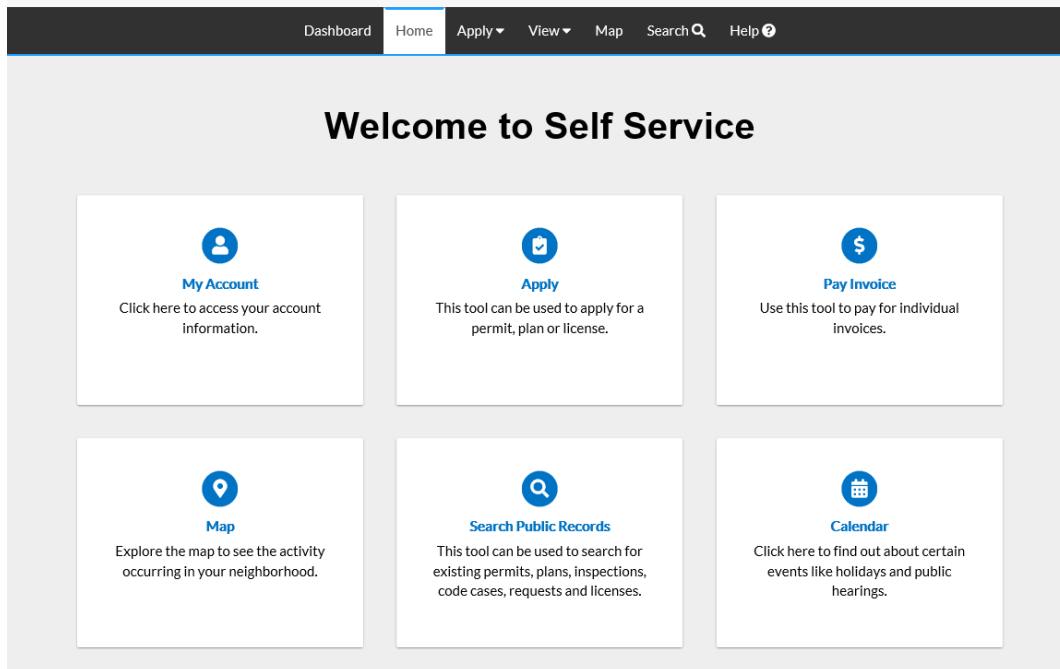 Dashboard Home Apply View Map Search Help
Welcome to Self Service
My Account
Click here to access your account
information.
Apply
This tool can be used to apply for a
permit, plan or license.
Pay Invoice
Use this tool to pay for individual
invoices.
Map
Explore the map to see the activity
occurring in your neighborhood.
Search Public Records
This tool can be used to search for
existing permits, plans, inspections,
code cases, requests and licenses.
Calendar
Click here to find out about certain
events like holidays and public
hearings.